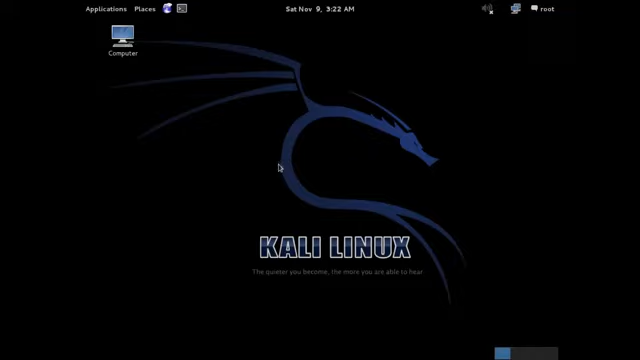 Applications Places Sat Nov 9, 3:22 AM root
Computer
KALI LINUX
The quieter you become, the more you are able to hear